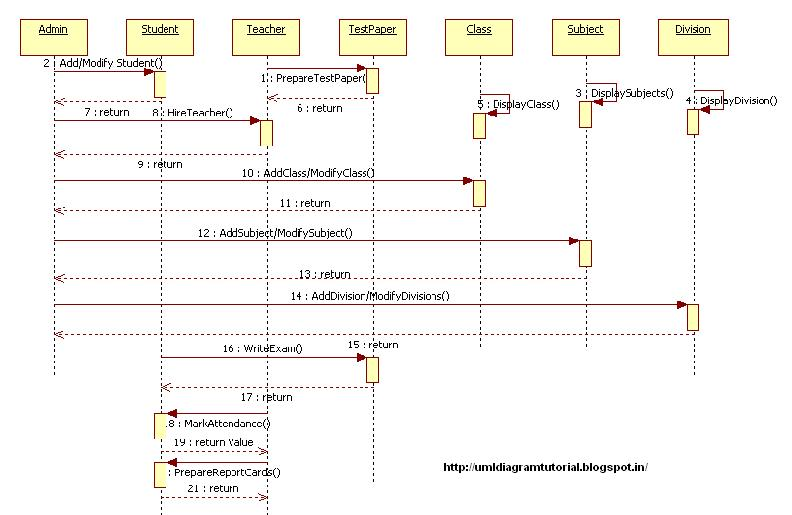 Admin Student Teacher TestPaper Class Subject Division
2 : Add/Modify Student()
1 : PrepareTestPaper(
3 : DisplaySubjects()
4 : DisplayDivision()
5 : DisplayClass()
6 : return
7 : return
8 : HireTeacher()
9 : return
10 : AddClass/ModifyClass()
11 : return
12 : AddSubject/ModifySubject()
13 : return
14 : AddDivision/ModifyDivisions()
15 : return
16 : WriteExam()
17 : return
8 : MarkAttendance()
19 : return Value
: PrepareReportCards()
21 : return
http://umldiagramtutorial.blogspot.in/